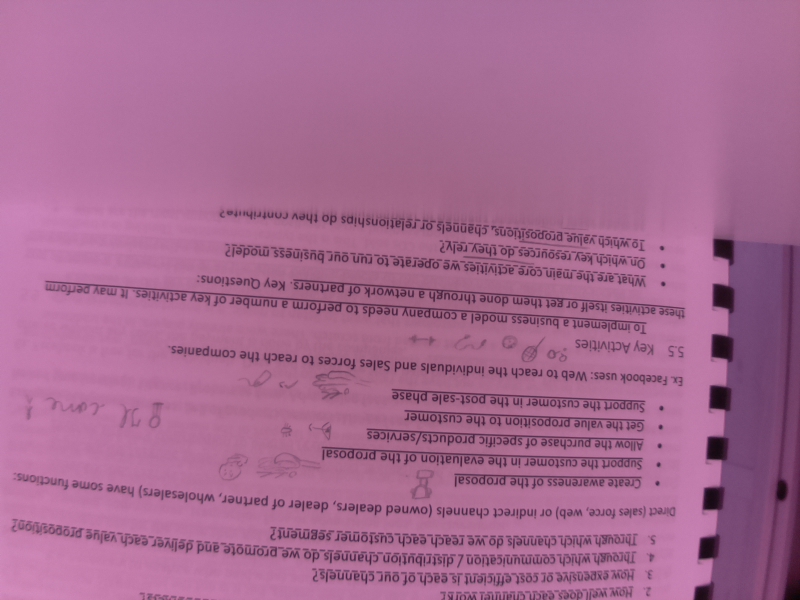 2. How well does each channel work?
3. How expensive or cost efficient is each of our channels?
4. Through which communication / distribution channels do we promote and deliver each value proposition?
5. Through which channels do we reach each customer segment?
Direct (sales force, web) or indirect channels (owned dealers, dealer of partner, wholesalers) have some functions:
• Create awareness of the proposal
• Support the customer in the evaluation of the proposal
• Allow the purchase of specific products/services
• Get the value proposition to the customer
• Support the customer in the post-sale phase
Ex. Facebook uses: Web to reach the individuals and Sales forces to reach the companies.
5.5 Key Activities
To implement a business model a company needs to perform a number of key activities. It may perform
these activities itself or get them done through a network of partners. Key Questions:
• What are the main core activities we operate to run our business model?
• On which key resources do they rely?
• To which value propositions, channels or relationships do they contribute?